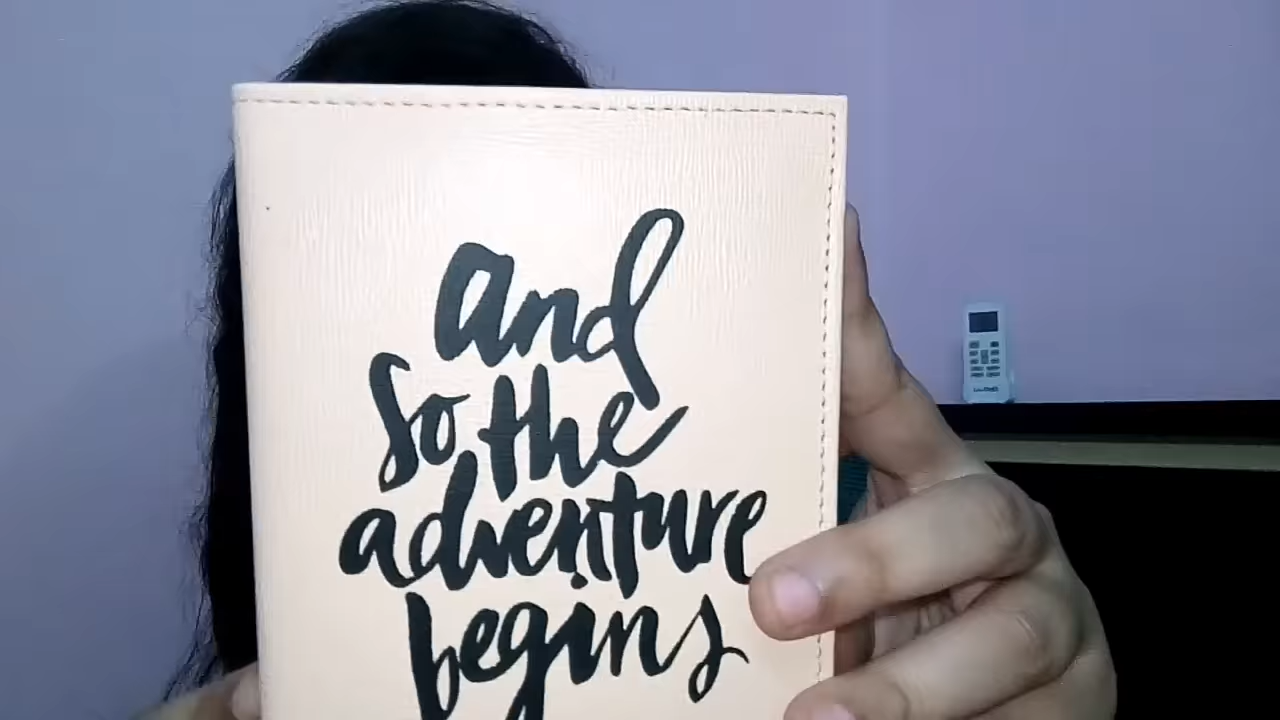 and
so the
adventure
begins